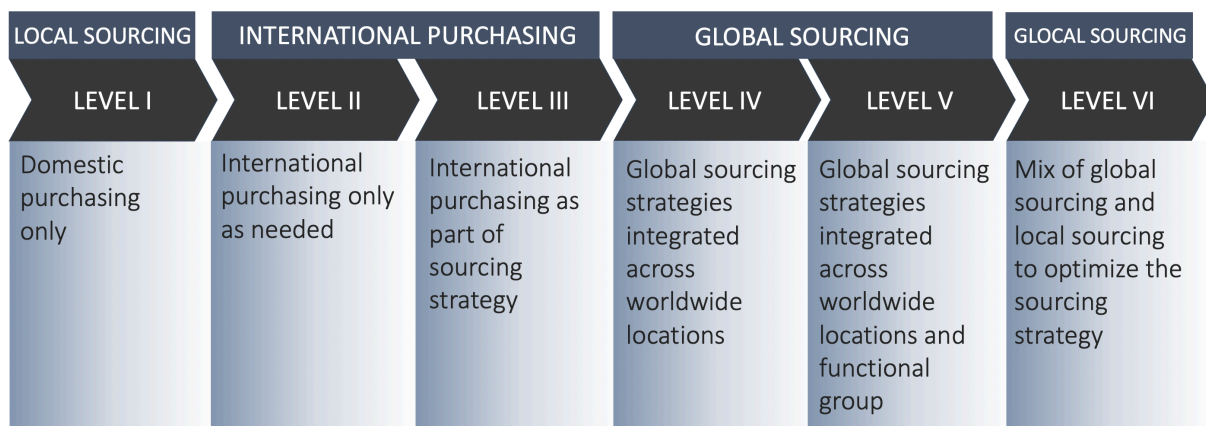 LOCAL SOURCING
INTERNATIONAL PURCHASING
GLOBAL SOURCING
GLOCAL SOURCING
LEVEL I
LEVEL II
LEVEL III
LEVEL IV
LEVEL V
LEVEL VI
Domestic
purchasing
only
International
purchasing only
as needed
International
purchasing as
part of
sourcing
strategy
Global sourcing
strategies
integrated
across
worldwide
locations
Global sourcing
strategies
integrated
across
worldwide
locations and
functional
group
Mix of global
sourcing and
local sourcing
to optimize the
sourcing
strategy